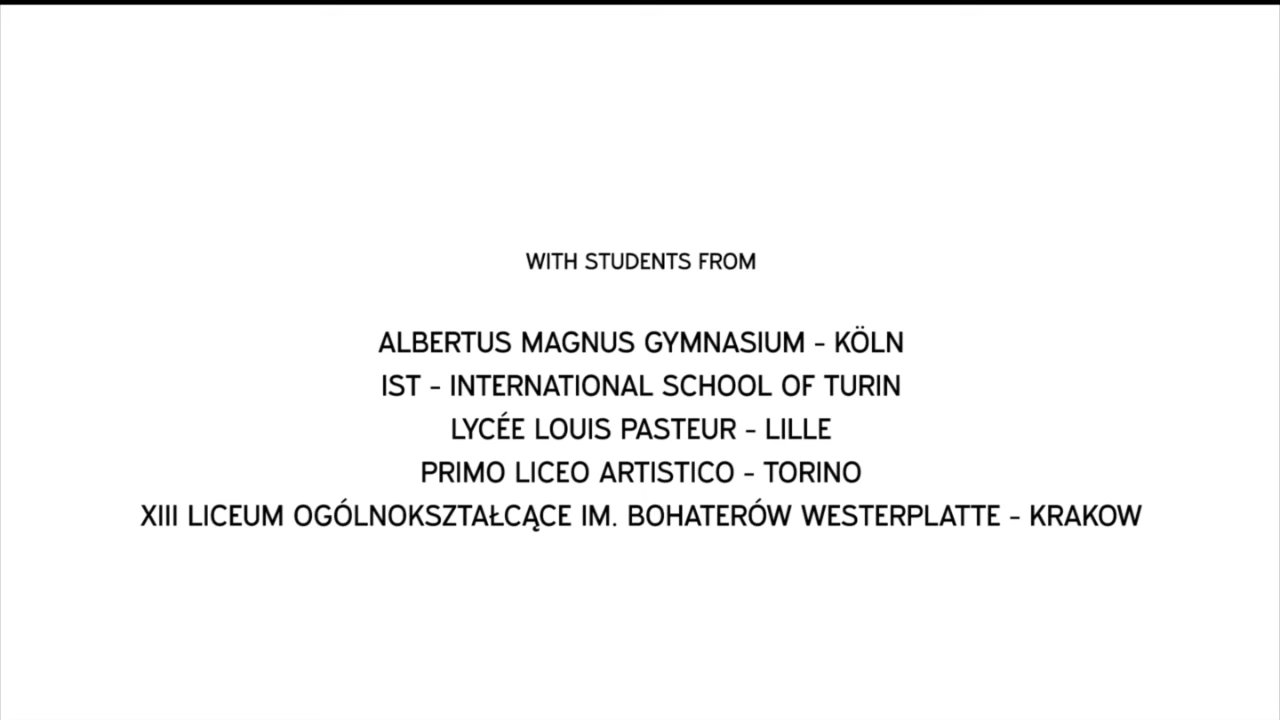 WITH STUDENTS FROM
ALBERTUS MAGNUS GYMNASIUM - KÖLN
IST - INTERNATIONAL SCHOOL OF TURIN
LYCÉE LOUIS PASTEUR - LILLE
PRIMO LICEO ARTISTICO - TORINO
XIII LICEUM OGÓLNOKSZTAŁCĄCE IM. BOHATERÓW WESTERPLATTE - KRAKOW